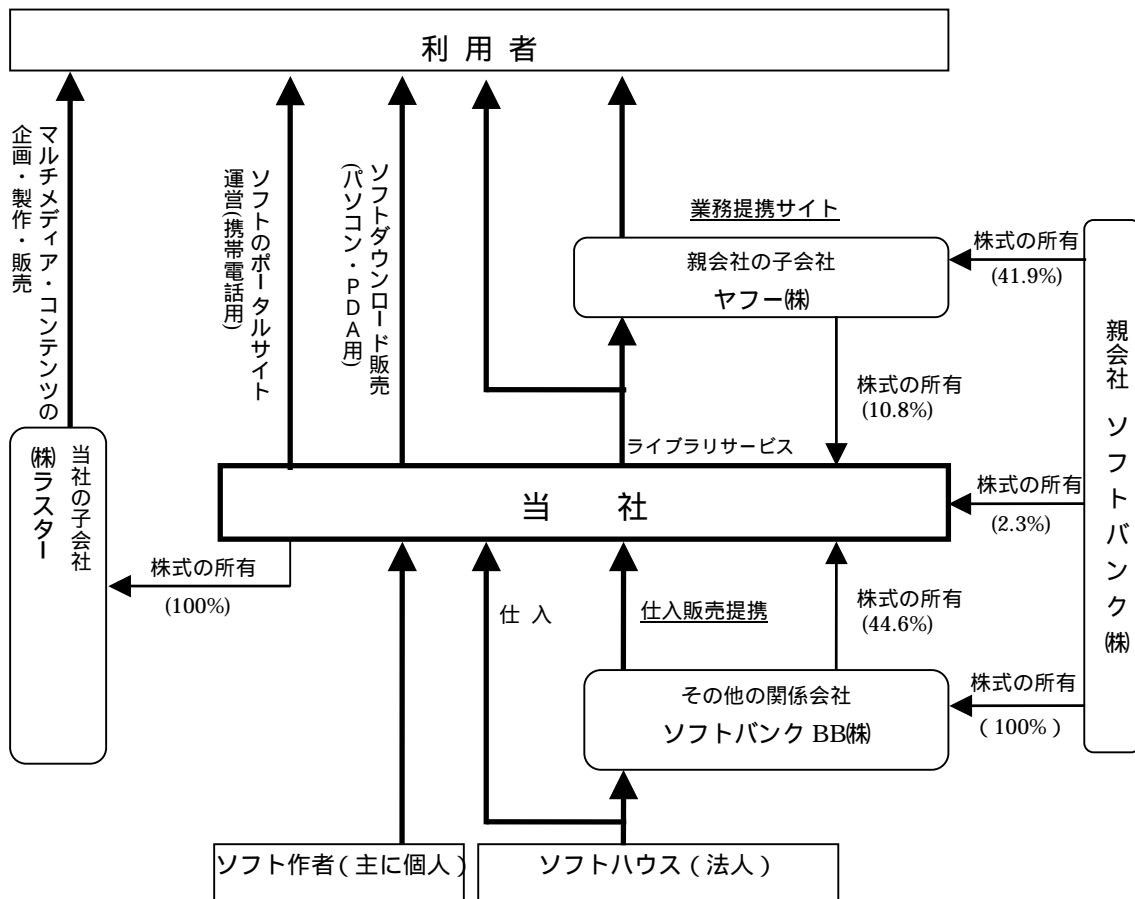 利 用 者
マルチメディア・コンテンツの
企画・製作・販売
ソフトのポータルサイト
運営(携帯電話用)
ソフトダウンロード販売
(パソコン・PDA用)
業務提携サイト
親会社の子会社
ヤフー㈱
株式の所有
(41.9%)
株式の所有
(10.8%)
親会社 ソフトバンク㈱
ライブラリサービス
当 社
株式の所有
(2.3%)
当社の子会社
㈱ラスター
株式の所有
(100%)
仕 入
仕入販売提携
株式の所有
(44.6%)
その他の関係会社
ソフトバンク BB㈱
株式の所有
(100%)
ソフト作者(主に個人)
ソフトハウス(法人)